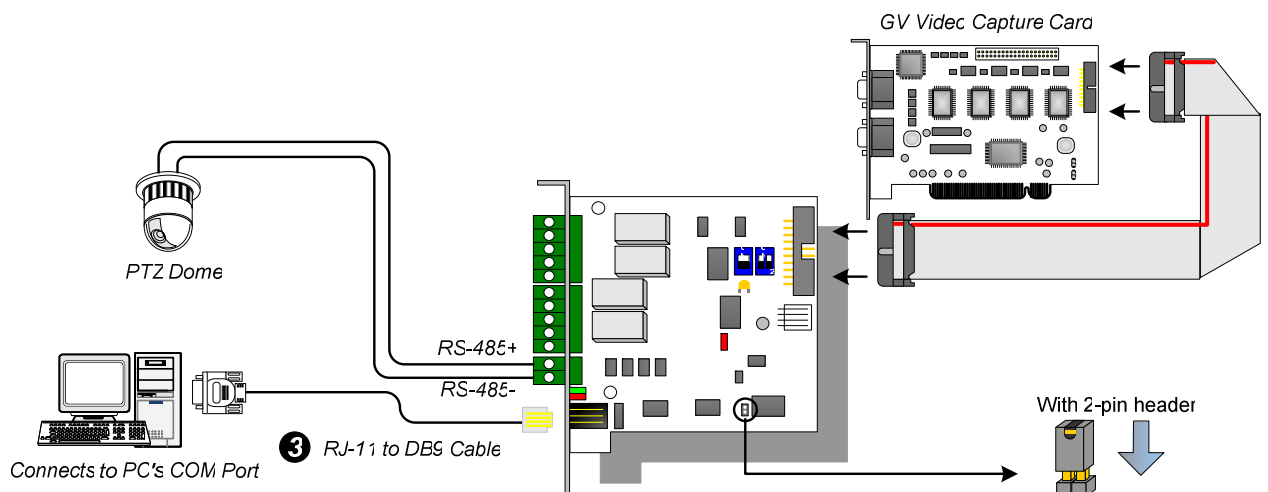 GV Video Capture Card
PTZ Dome
RS-485+
RS-485-
With 2-pin header
3 RJ-11 to DB9 Cable
Connects to PC's COM Port